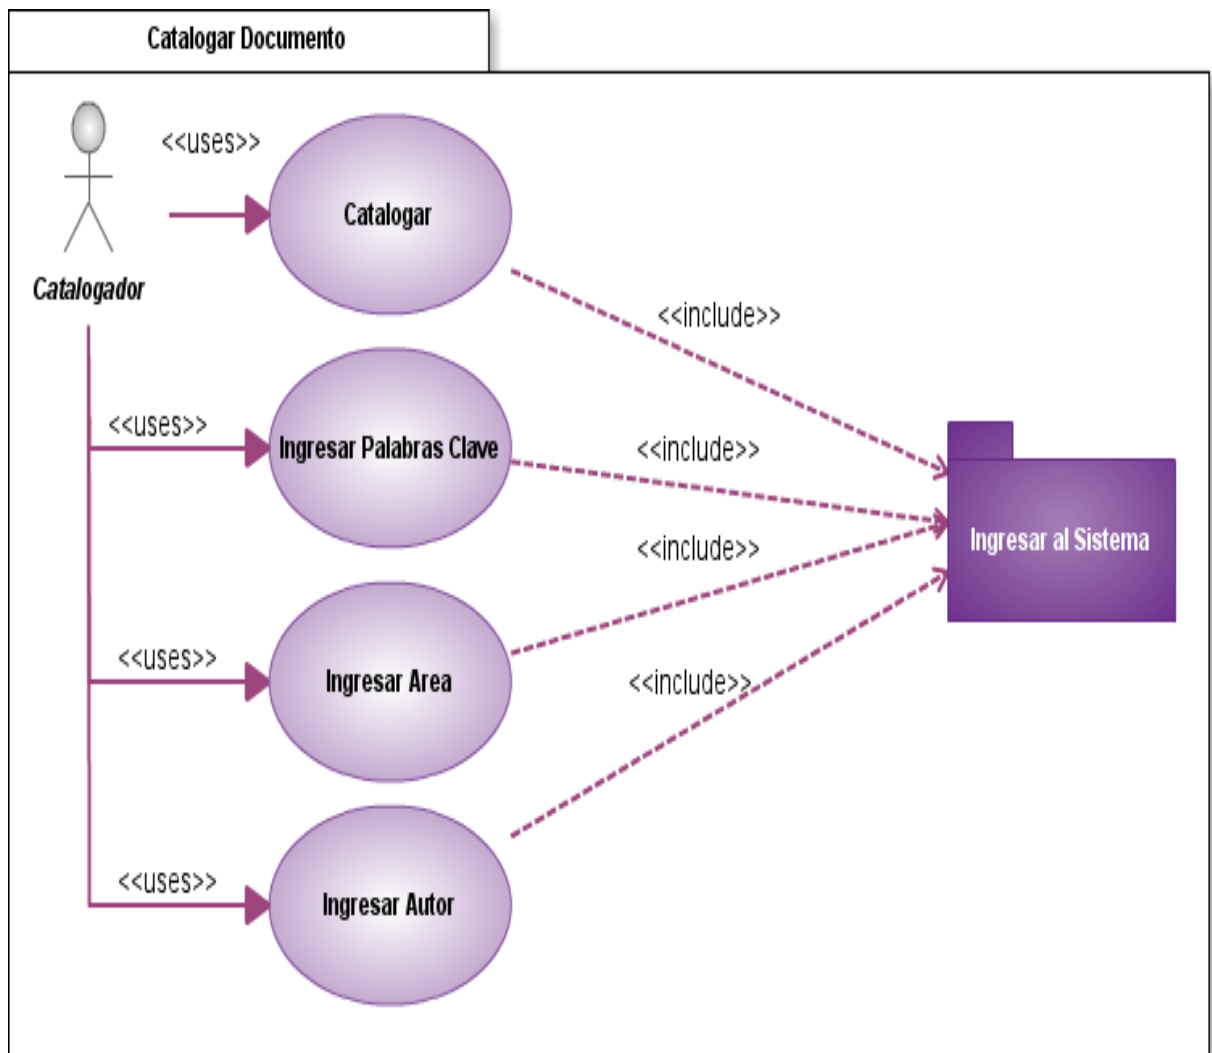 Catalogar Documento
<<uses>>
Catalogar
Catalogador
<<include>>
<<uses>>
Ingresar Palabras Clave
<<include>>
Ingresar al Sistema
<<include>>
<<uses>>
Ingresar Area
<<include>>
<<uses>>
Ingresar Autor